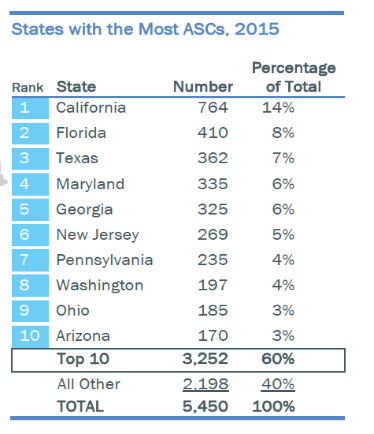 States with the Most ASCs, 2015
Percentage
Rank State Number of Total
1 California 764 14%
2 Florida 410 8%
3 Texas 362 7%
4 Maryland 335 6%
5 Georgia 325 6%
6 New Jersey 269 5%
7 Pennsylvania 235 4%
8 Washington 197 4%
9 Ohio 185 3%
10 Arizona 170 3%
Top 10 3,252 60%
All Other 2,198 40%
TOTAL 5,450 100%